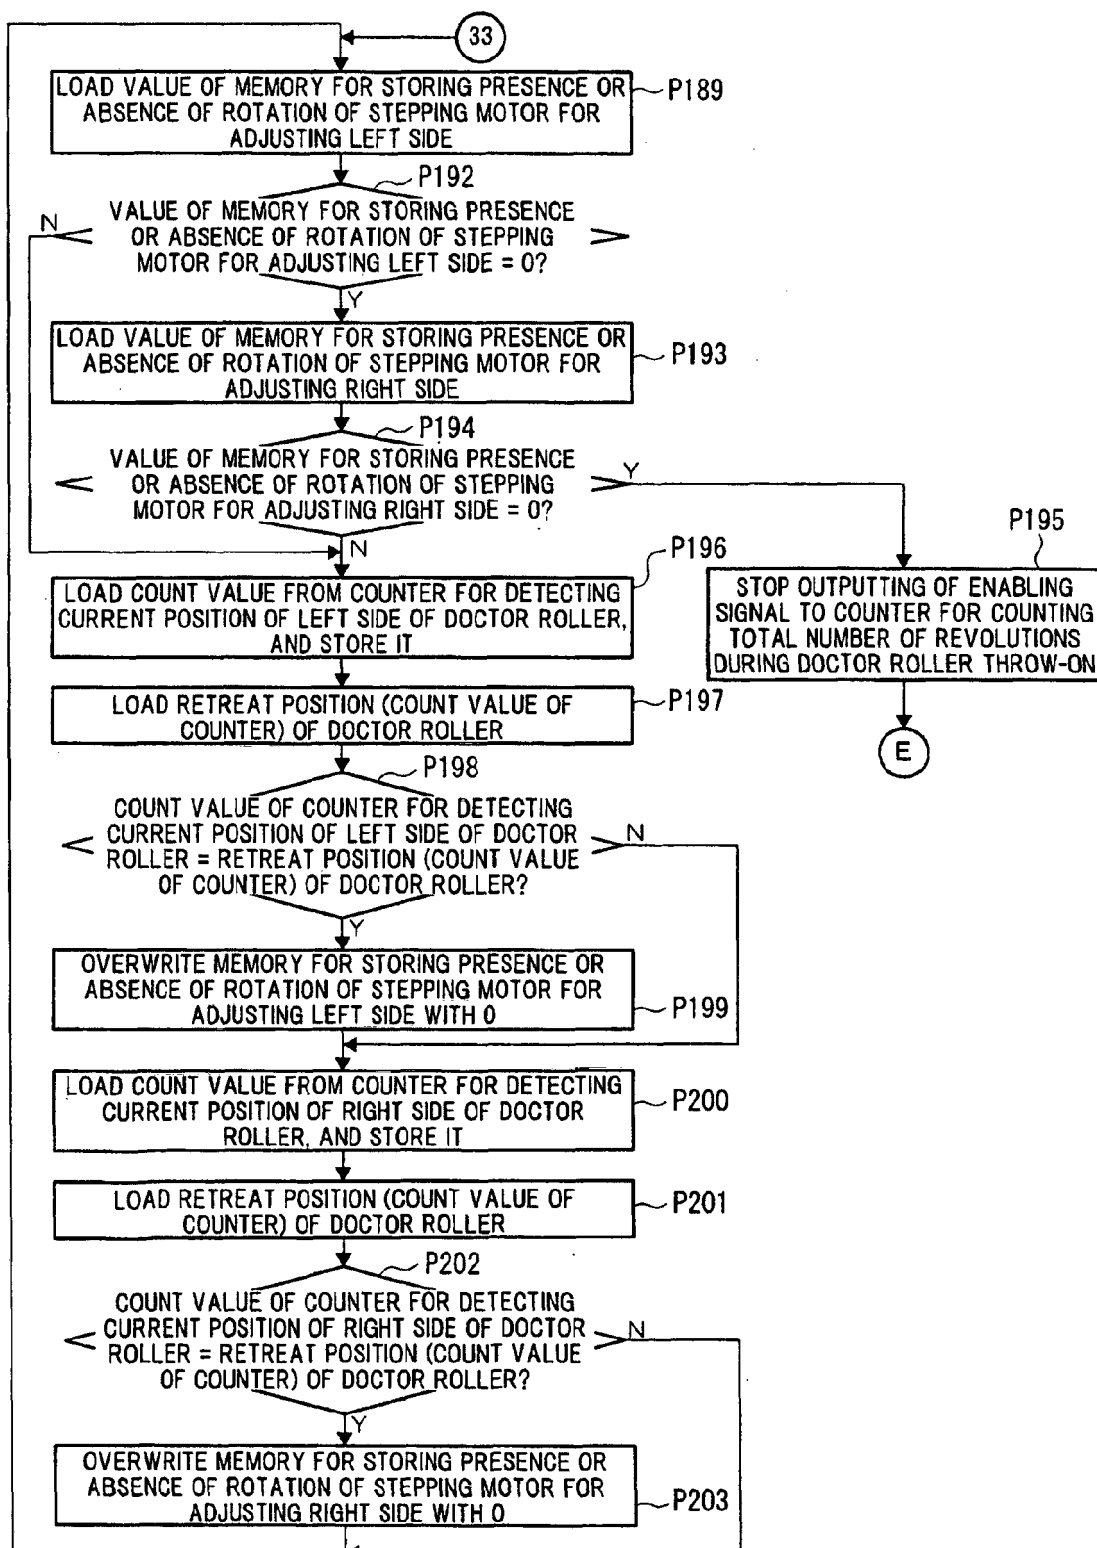 33
LOAD VALUE OF MEMORY FOR STORING PRESENCE OR
ABSENCE OF ROTATION OF STEPPING MOTOR FOR
ADJUSTING LEFT SIDE
P189
P192
VALUE OF MEMORY FOR STORING PRESENCE
OR ABSENCE OF ROTATION OF STEPPING
MOTOR FOR ADJUSTING LEFT SIDE = 0?
N
Y
LOAD VALUE OF MEMORY FOR STORING PRESENCE OR
ABSENCE OF ROTATION OF STEPPING MOTOR FOR
ADJUSTING RIGHT SIDE
P193
P194
VALUE OF MEMORY FOR STORING PRESENCE
OR ABSENCE OF ROTATION OF STEPPING
MOTOR FOR ADJUSTING RIGHT SIDE = 0?
Y
N
P195
STOP OUTPUTTING OF ENABLING
SIGNAL TO COUNTER FOR COUNTING
TOTAL NUMBER OF REVOLUTIONS
DURING DOCTOR ROLLER THROW-ON
E
P196
LOAD COUNT VALUE FROM COUNTER FOR DETECTING
CURRENT POSITION OF LEFT SIDE OF DOCTOR ROLLER,
AND STORE IT
LOAD RETREAT POSITION (COUNT VALUE OF
COUNTER) OF DOCTOR ROLLER
P197
P198
COUNT VALUE OF COUNTER FOR DETECTING
CURRENT POSITION OF LEFT SIDE OF DOCTOR
ROLLER = RETREAT POSITION (COUNT VALUE
OF COUNTER) OF DOCTOR ROLLER?
N
Y
OVERWRITE MEMORY FOR STORING PRESENCE OR
ABSENCE OF ROTATION OF STEPPING MOTOR FOR
ADJUSTING LEFT SIDE WITH 0
P199
LOAD COUNT VALUE FROM COUNTER FOR DETECTING
CURRENT POSITION OF RIGHT SIDE OF DOCTOR
ROLLER, AND STORE IT
P200
LOAD RETREAT POSITION (COUNT VALUE OF
COUNTER) OF DOCTOR ROLLER
P201
P202
COUNT VALUE OF COUNTER FOR DETECTING
CURRENT POSITION OF RIGHT SIDE OF DOCTOR
ROLLER = RETREAT POSITION (COUNT VALUE
OF COUNTER) OF DOCTOR ROLLER?
N
Y
OVERWRITE MEMORY FOR STORING PRESENCE OR
ABSENCE OF ROTATION OF STEPPING MOTOR FOR
ADJUSTING RIGHT SIDE WITH 0
P203